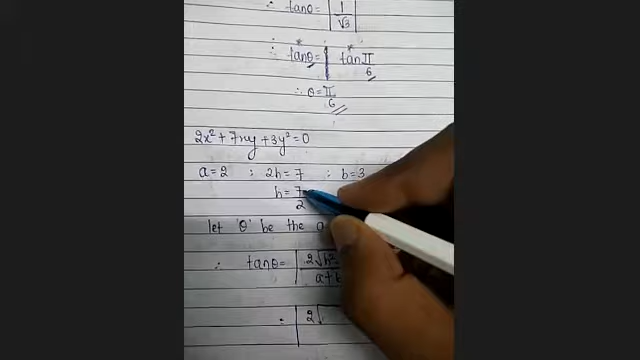 ∴ tanθ = |1/√3|
∴ tanθ = | tan π/6
∴ θ = π/6
2x² + 7xy + 3y² = 0
a = 2 : 2h = 7 : b = 3
h = 7/2
let 'θ' be the
∴ tanθ = |2√h²
a + b
= |2√